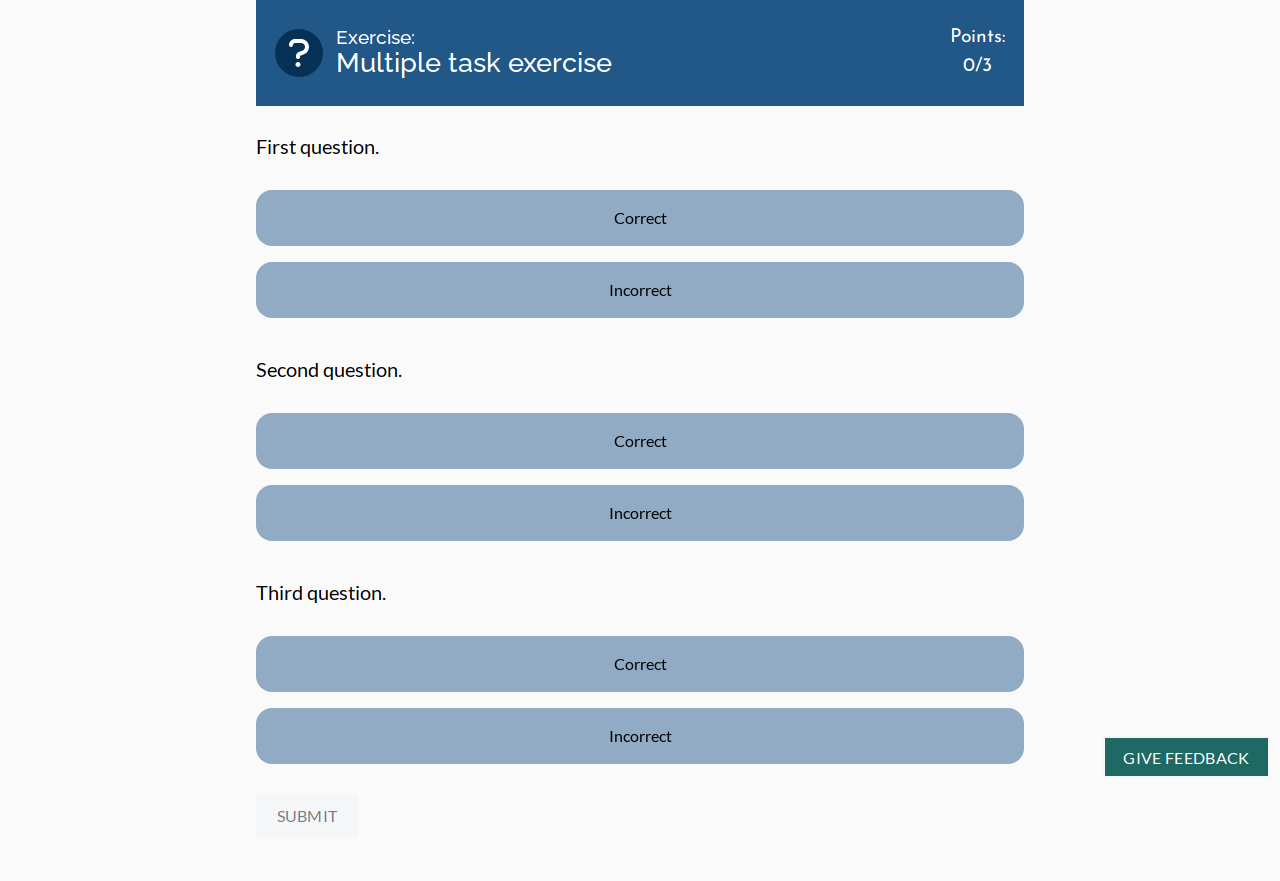 Exercise:
Multiple task exercise
Points:
0/3
First question.
Correct
Incorrect
Second question.
Correct
Incorrect
Third question.
Correct
Incorrect
GIVE FEEDBACK
SUBMIT